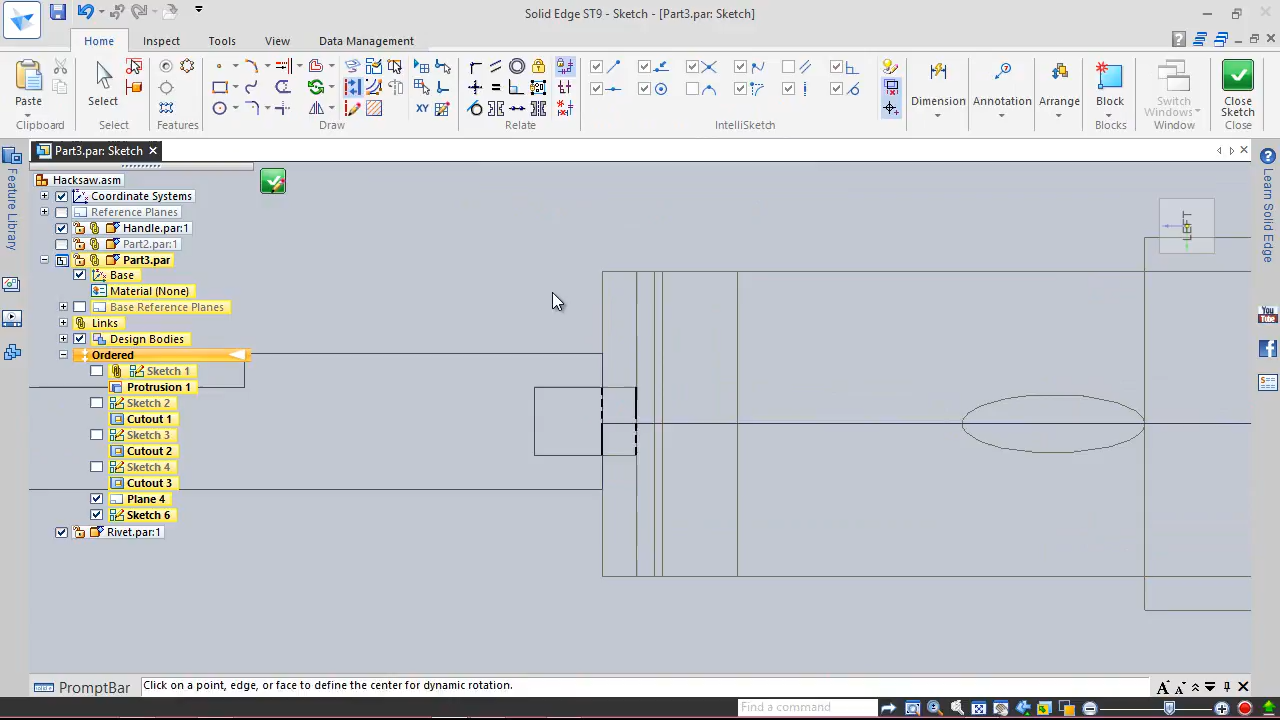 Solid Edge ST9 - Sketch - [Part3.par: Sketch]
Home
Inspect
Tools
View
Data Management
Paste
Clipboard
Select
Select
Features
Draw
Relate
IntelliSketch
Dimension
Annotation
Arrange
Block
Blocks
Switch Windows
Window
Close Sketch
Close
Part3.par: Sketch
Feature Library
Learn Solid Edge
Hacksaw.asm
Coordinate Systems
Reference Planes
Handle.par:1
Part2.par:1
Part3.par
Base
Material (None)
Base Reference Planes
Links
Design Bodies
Ordered
Sketch 1
Protrusion 1
Sketch 2
Cutout 1
Sketch 3
Cutout 2
Sketch 4
Cutout 3
Plane 4
Sketch 6
Rivet.par:1
LEFT
You Tube
PromptBar
Click on a point, edge, or face to define the center for dynamic rotation.
Find a command